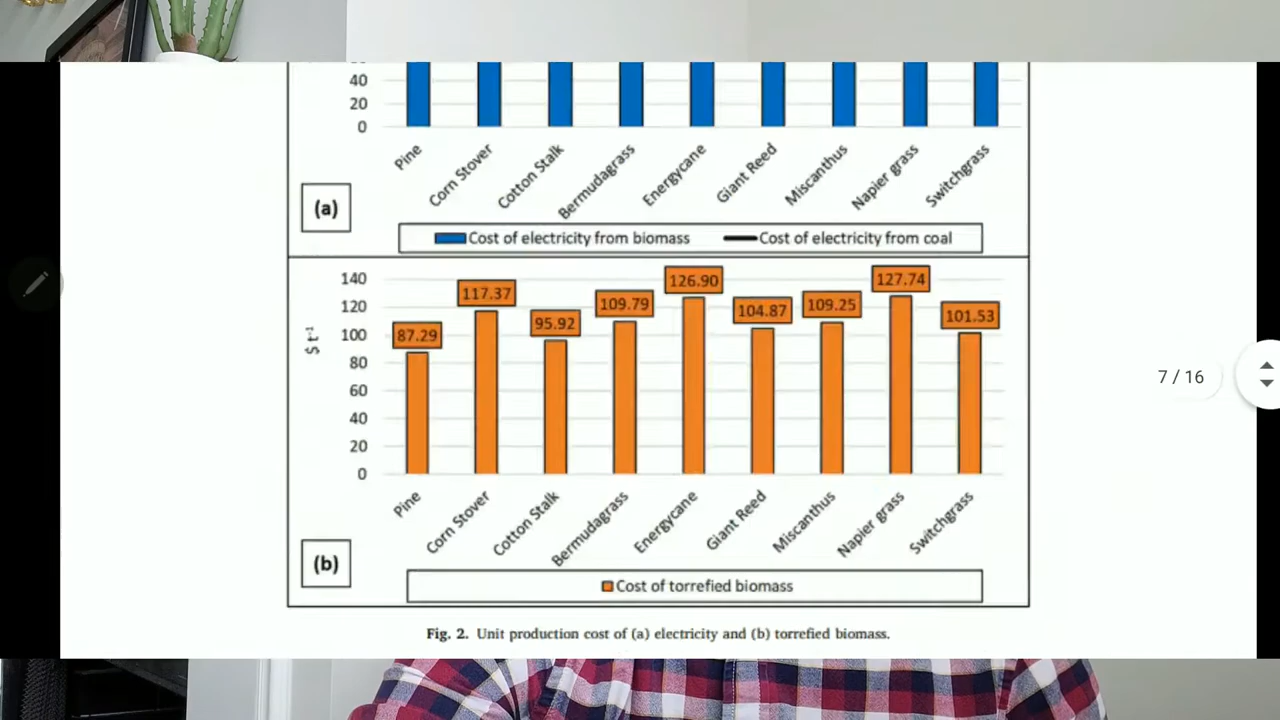 40
20
0
Pine
Corn Stover
Cotton Stalk
Bermudagrass
Energycane
Giant Reed
Miscanthus
Napier grass
Switchgrass
(a)
Cost of electricity from biomass
Cost of electricity from coal
140
120
100
80
60
40
20
0
$ t⁻¹
87.29
117.37
95.92
109.79
126.90
104.87
109.25
127.74
101.53
7 / 16
Pine
Corn Stover
Cotton Stalk
Bermudagrass
Energycane
Giant Reed
Miscanthus
Napier grass
Switchgrass
(b)
Cost of torrefied biomass
Fig. 2. Unit production cost of (a) electricity and (b) torrefied biomass.